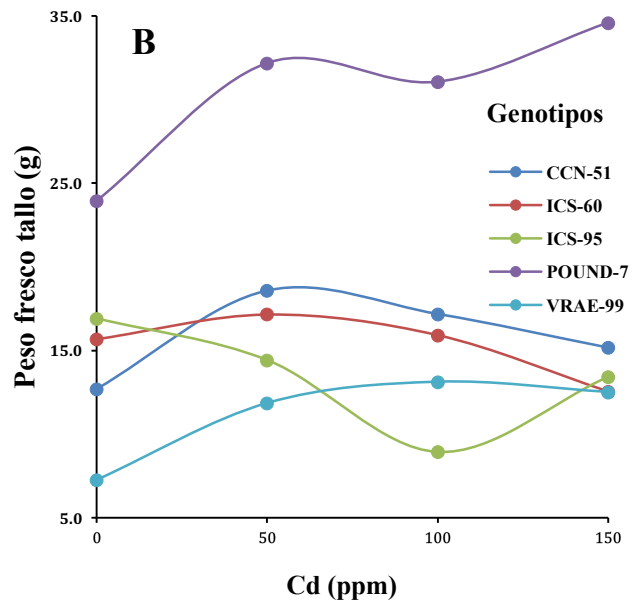 B
35.0
25.0
15.0
5.0
Peso fresco tallo (g)
0
50
100
150
Cd (ppm)
Genotipos
CCN-51
ICS-60
ICS-95
POUND-7
VRAE-99